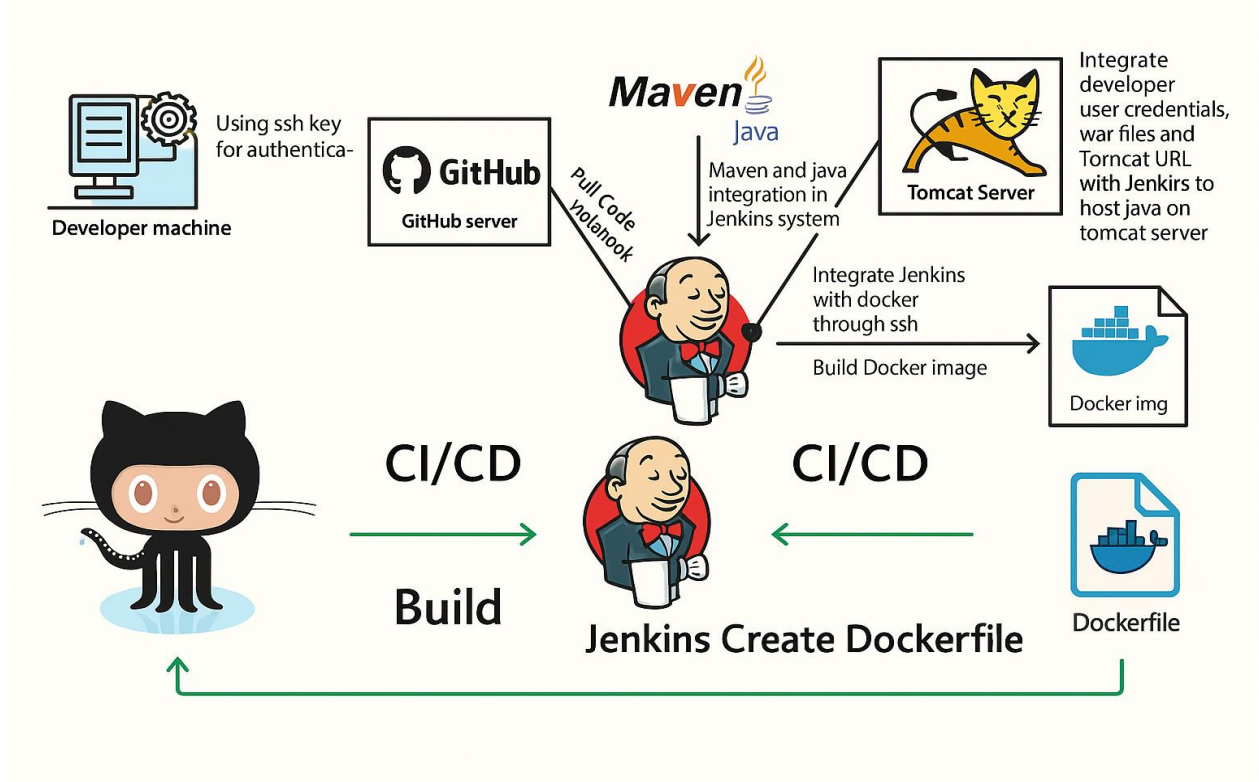 Using ssh key
for authentica-
Developer machine
GitHub
GitHub server
Pull Code
Maven
Java
Maven and java
integration in
Jenkins system
Tomcat Server
Integrate
developer
user credentials,
war files and
Torncat URL
with Jenkirs to
host java on
tomcat server
Integrate Jenkins
with docker
through ssh
Build Docker image
Docker img
CI/CD
CI/CD
Build
Jenkins Create Dockerfile
Dockerfile